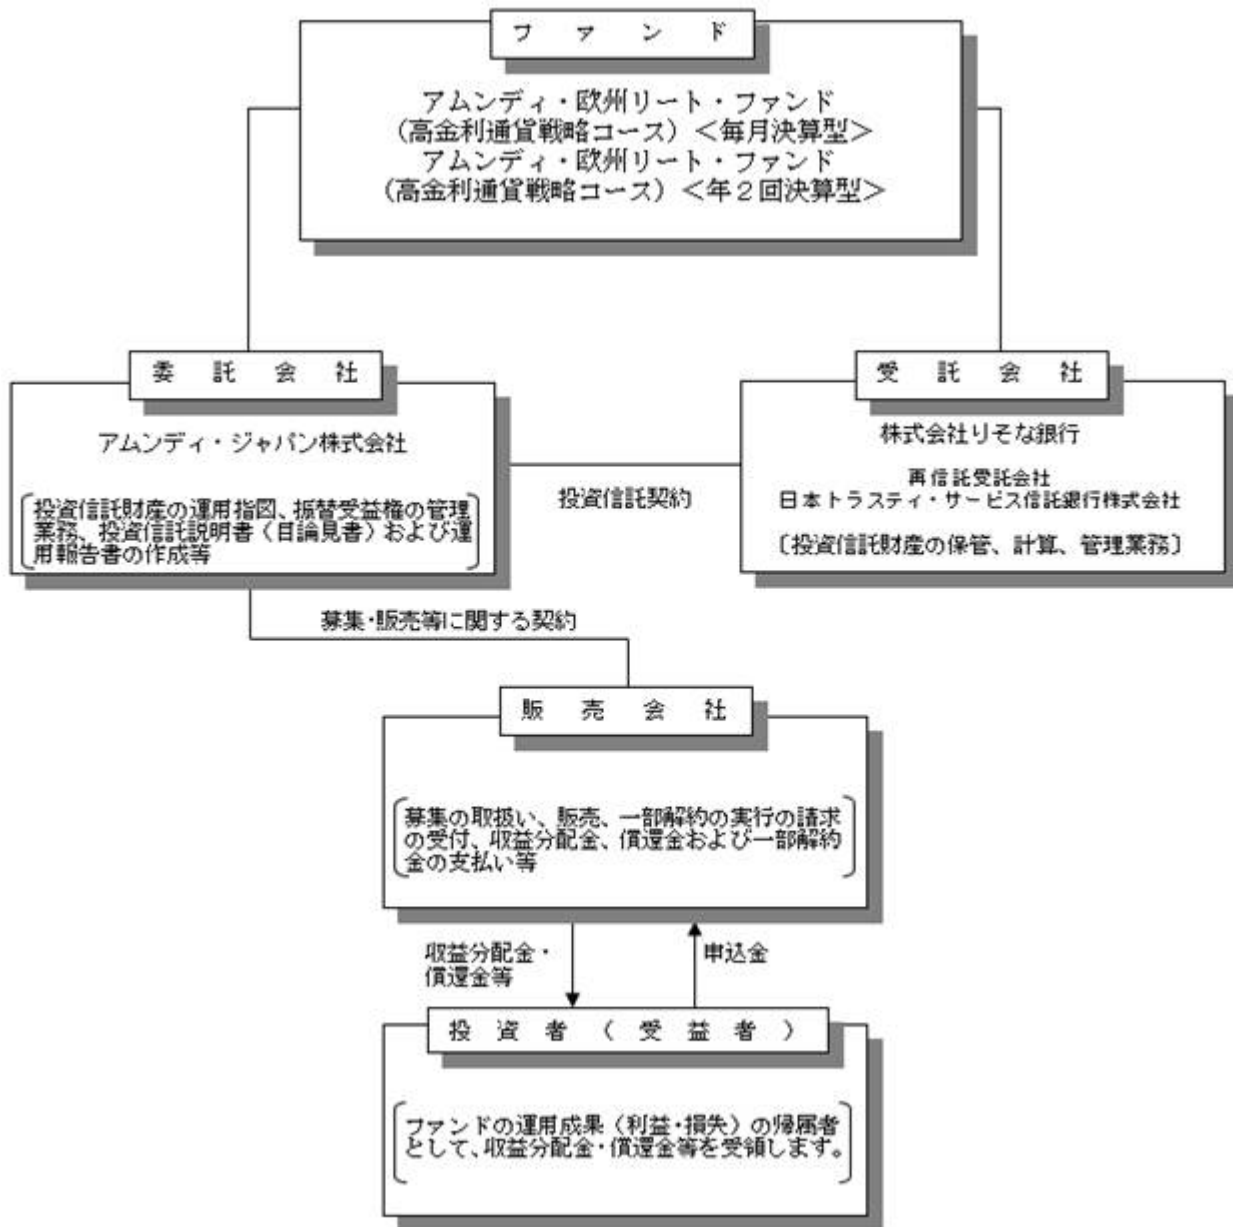 ファンド
アムンディ・欧州リート・ファンド
（高金利通貨戦略コース）＜毎月決算型＞
アムンディ・欧州リート・ファンド
（高金利通貨戦略コース）＜年２回決算型＞
委託会社
アムンディ・ジャパン株式会社
投資信託財産の運用指図、振替受益権の管理
業務、投資信託説明書（目論見書）および運
用報告書の作成等
投資信託契約
受託会社
株式会社りそな銀行
再信託受託会社
日本トラスティ・サービス信託銀行株式会社
〔投資信託財産の保管、計算、管理業務〕
募集・販売等に関する契約
販売会社
募集の取扱い、販売、一部解約の実行の請求
の受付、収益分配金、償還金および一部解約
金の支払い等
収益分配金・
償還金等
申込金
投資者（受益者）
ファンドの運用成果（利益・損失）の帰属者
として、収益分配金・償還金等を受領します。